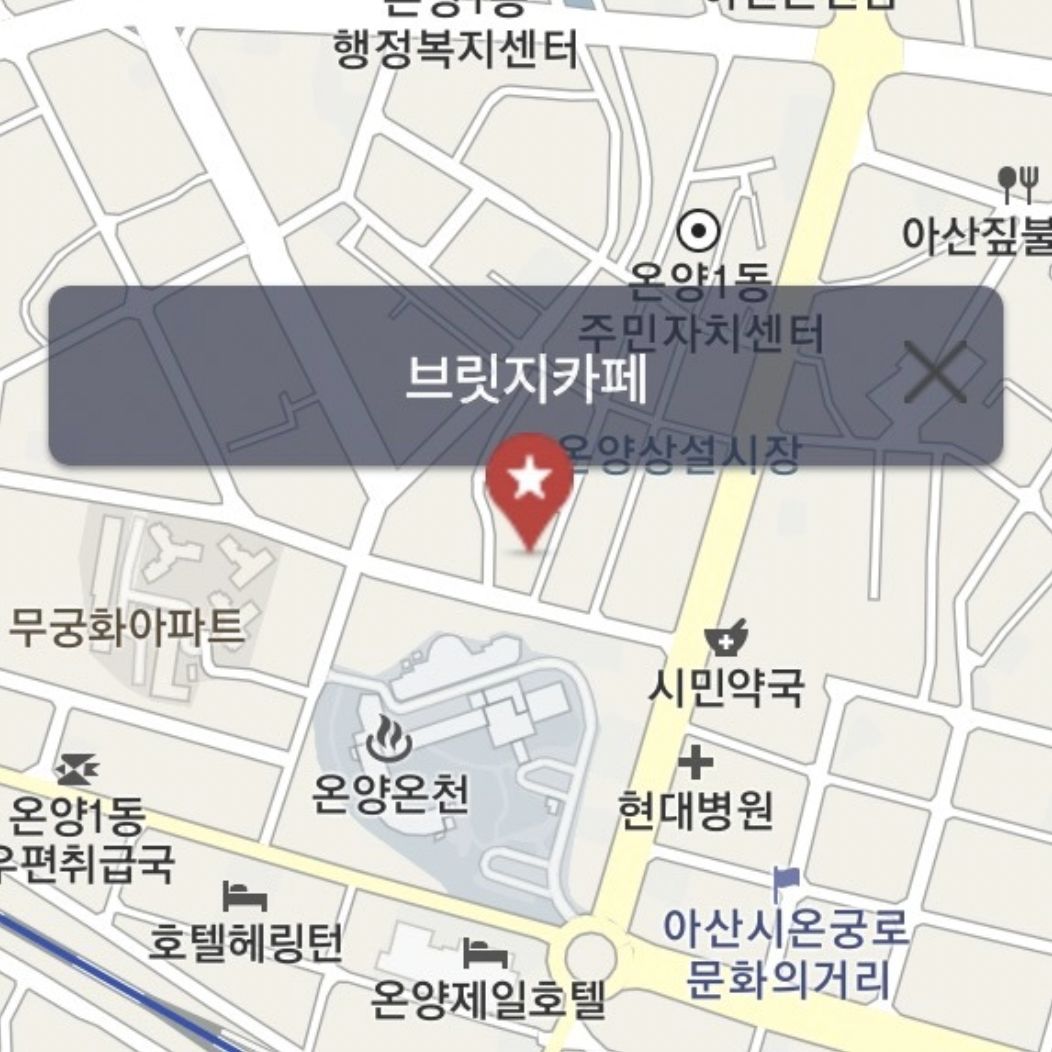 행정복지센터
아산짚불
온양1동
주민자치센터
브릿지카페
온양상설시장
무궁화아파트
시민약국
온양온천
현대병원
온양1동
우편취급국
호텔헤링턴
아산시온궁로
문화의거리
온양제일호텔